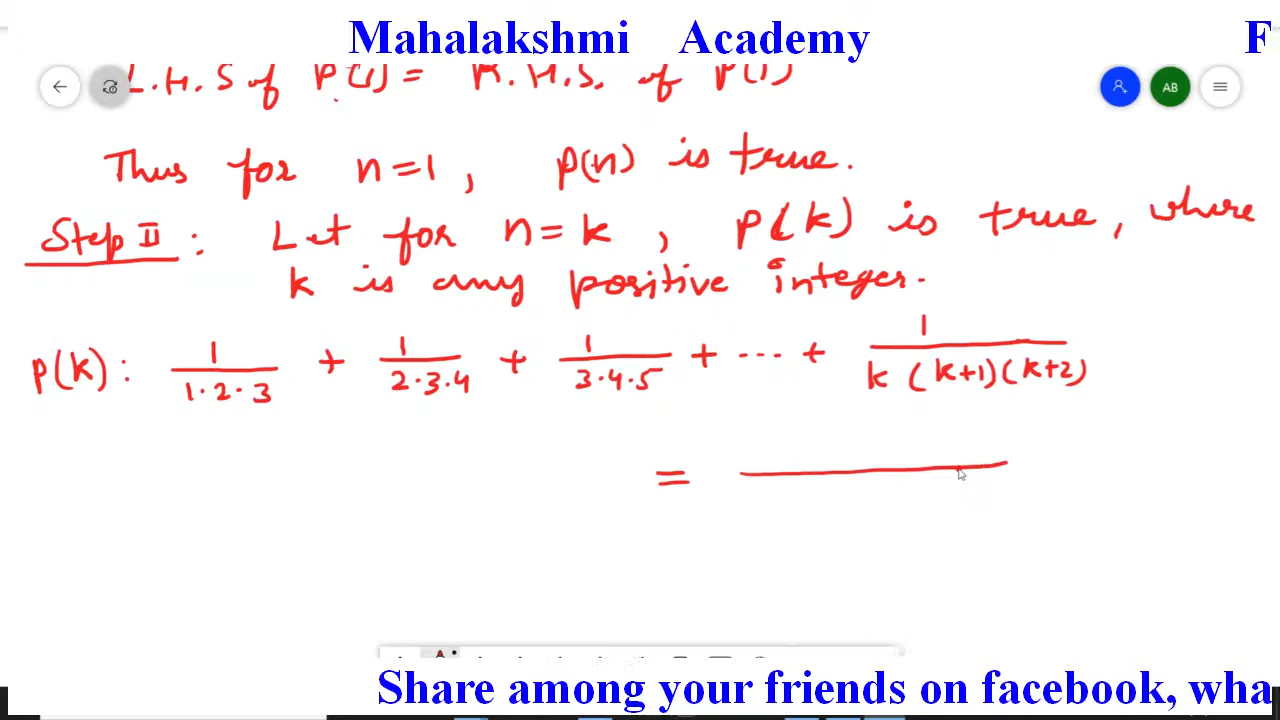 Mahalakshmi Academy F
L.H.S of P(1) = R.H.S. of P(1)
AB
Thus for n=1, P(n) is true.
Step II : Let for n = k, P(k) is true, where
k is any positive integer.
P(k) : 1/(1·2·3) + 1/(2·3·4) + 1/(3·4·5) + ... + 1/(k (k+1)(k+2))
=
Share among your friends on facebook, wha